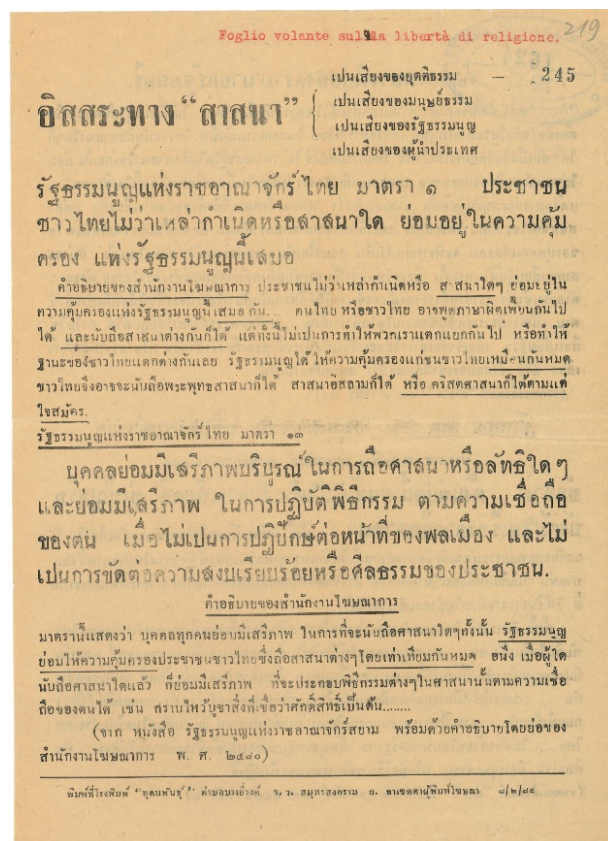 Foglio volante sulla libertà di religione.
219
245
อิสสระทาง "สาสนา"
เป็นเสียงของยุตติธรรม —
เป็นเสียงของมนุษย์ธรรม
เป็นเสียงของรัฐธรรมนูญ
เป็นเสียงของผู้นำประเทศ
รัฐธรรมนูญแห่งราชอาณาจักร์ไทย มาตรา ๑ ประชาชน
ชาวไทยไม่ว่าเหล่ากำเนิดหรือสาสนาใด ย่อมอยู่ในความคุ้ม
ครอง แห่งรัฐธรรมนูญนี้เสมอ
คำอธิบายของสำนักงานโฆษณาการ ประชาชนไม่ว่าเหล่ากำเนิดหรือ สาสนาใดๆ ย่อมอยู่ใน
ความคุ้มครองแห่งรัฐธรรมนูญนี้เสมอ กัน... คนไทย หรือชาวไทย อาจพูดภาษาผิดเพี้ยนกันไป
ได้ และนับถือสาสนาต่างกันก็ได้ แต่ทั้งนี้ไม่เป็นการทำให้พวกเราแตกแยกกันไป หรือทำให้
ฐานะของชาวไทยแตกต่างกันเลย รัฐธรรมนูญได้ให้ความคุ้มครองแก่ชนชาวไทยเหมือนกันหมด
ชาวไทยจึงอาจจะนับถือพระพุทธสาสนาก็ได้ สาสนาอิสลามก็ได้ หรือ คริสตศาสนาก็ได้ตามแต่
ใจสมัคร.
รัฐธรรมนูญแห่งราชอาณาจักร์ไทย มาตรา ๑๓
บุคคลย่อมมีเสรีภาพบริบูรณ์ในการถือศาสนาหรือลัทธิใดๆ
และย่อมมีเสรีภาพ ในการปฏิบัติพิธีกรรม ตามความเชื่อถือ
ของตน เมื่อไม่เป็นการปฏิปักษ์ต่อหน้าที่ของพลเมือง และไม่
เป็นการขัดต่อความสงบเรียบร้อยหรือศีลธรรมของประชาชน.
คำอธิบายของสำนักงานโฆษณาการ
มาตรานี้แสดงว่า บุคคลทุกคนย่อมมีเสรีภาพ ในการที่จะนับถือศาสนาใดๆทั้งนั้น รัฐธรรมนูญ
ย่อมให้ความคุ้มครองประชาชนชาวไทยซึ่งถือสาสนาต่างๆโดยเท่าเทียมกันหมด อนึ่ง เมื่อผู้ใด
นับถือศาสนาใดแล้ว ก็ย่อมมีเสรีภาพ ที่จะประกอบพิธีกรรมต่างๆในศาสนานั้นตามความเชื่อ
ถือของตนได้ เช่น กราบไหว้บูชาสิ่งที่เชื่อว่าศักดิ์สิทธิ์เป็นต้น........
(จาก หนังสือ รัฐธรรมนูญแห่งราชอาณาจักร์สยาม พร้อมด้วยคำอธิบายโดยย่อของ
สำนักงานโฆษณาการ พ. ศ. ๒๔๘๐)
พิมพ์ที่โรงพิมพ์ "อุดมพันธุ์" ตำบลบางช้างต์ จ. ว. สมุทรสงคราม ผู้พิมพ์โฆษณา ๘/๒/๘๔